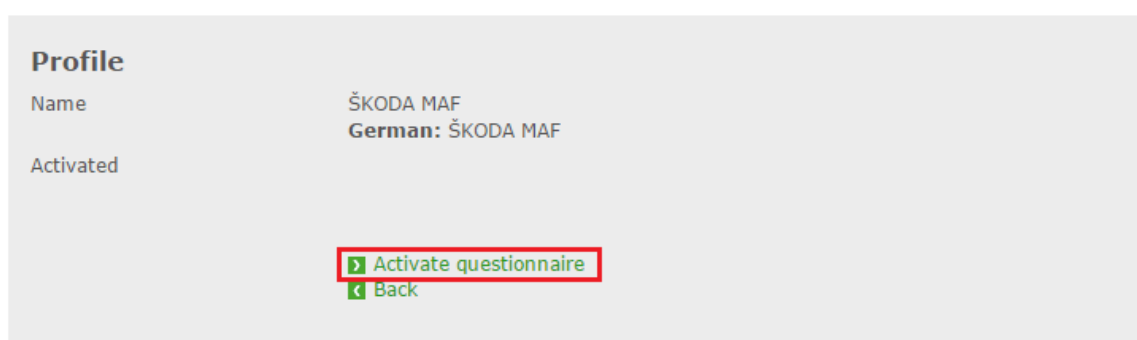 Profile
Name ŠKODA MAF
German: ŠKODA MAF
Activated
Activate questionnaire
Back